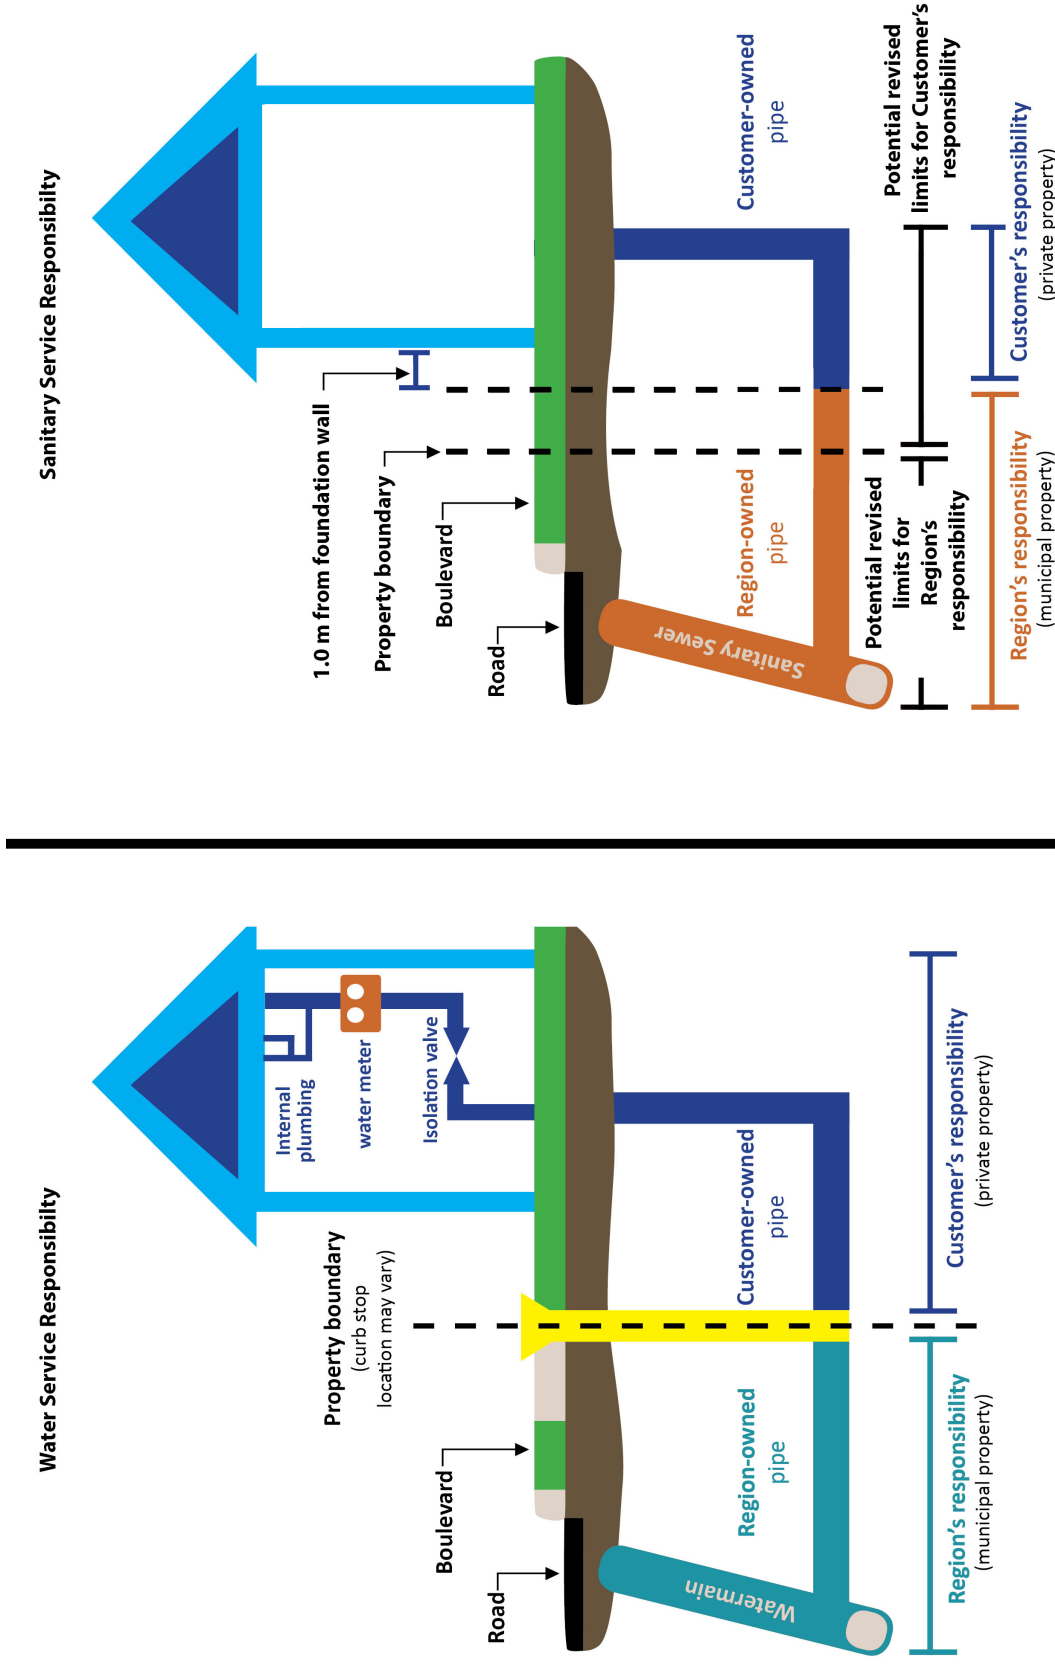 Water Service Responsibilty
Property boundary
(curb stop
location may vary)
Boulevard
Road
Internal
plumbing
water meter
Isolation valve
Region-owned
pipe
Customer-owned
pipe
Watermain
Region's responsibility
(municipal property)
Customer's responsibility
(private property)
Sanitary Service Responsibilty
1.0 m from foundation wall
Property boundary
Boulevard
Road
Region-owned
pipe
Customer-owned
pipe
Sanitary Sewer
Potential revised
limits for
Region's
responsibility
Potential revised
limits for Customer's
responsibility
Region's responsibility
(municipal property)
Customer's responsibility
(private property)